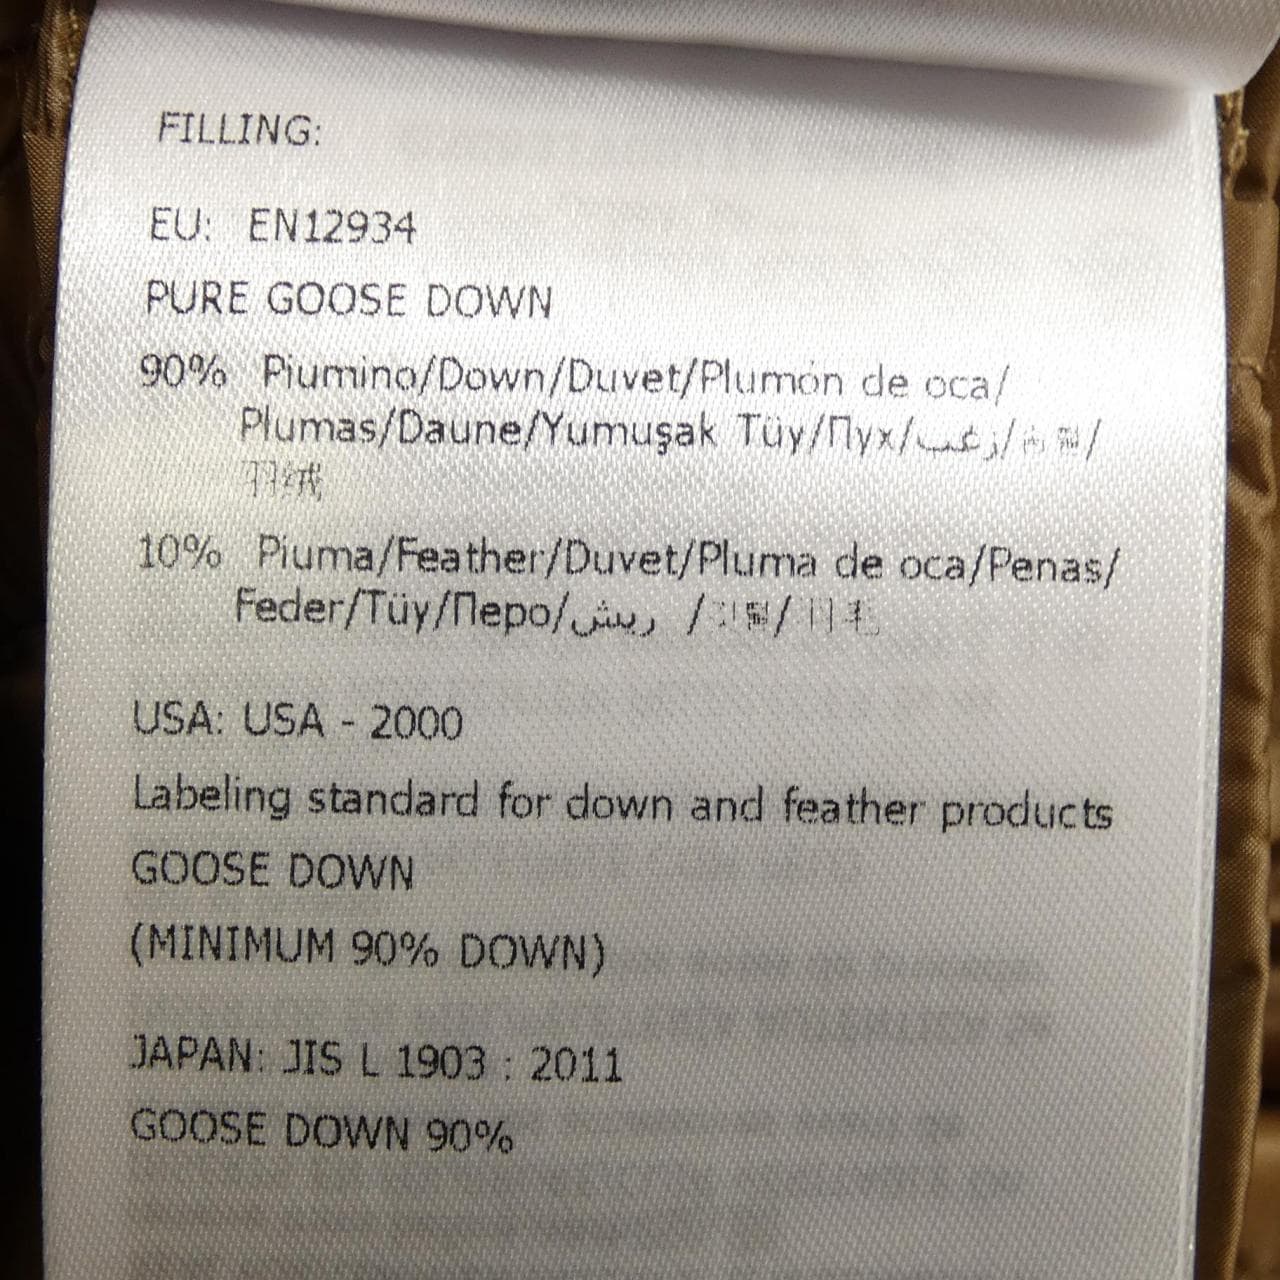 FILLING:
EU: EN12934
PURE GOOSE DOWN
90% Piumino/Down/Duvet/Plumón de oca/
Plumas/Daune/Yumuşak Tüy/Пух/زغب/
羽绒
10% Piuma/Feather/Duvet/Pluma de oca/Penas/
Feder/Tüy/Перо/ريش /
USA: USA - 2000
Labeling standard for down and feather products
GOOSE DOWN
(MINIMUM 90% DOWN)
JAPAN: JIS L 1903 : 2011
GOOSE DOWN 90%